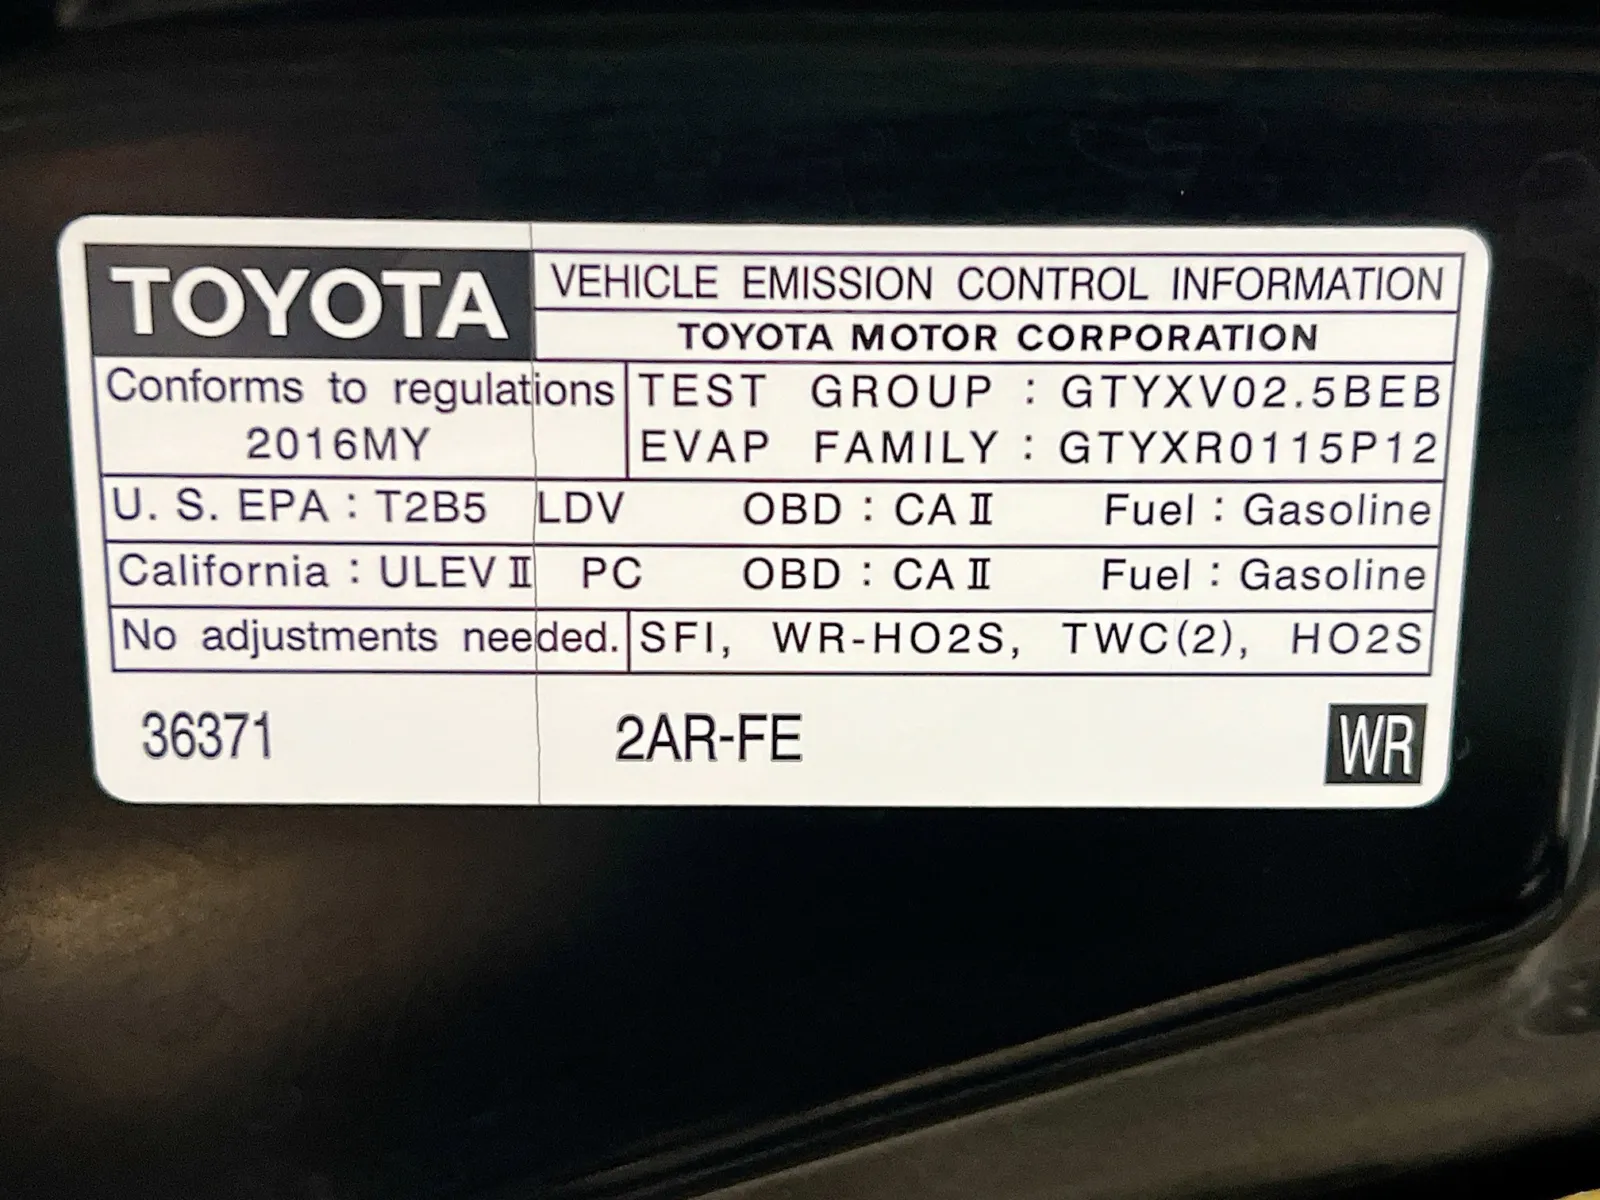 TOYOTA
VEHICLE EMISSION CONTROL INFORMATION
TOYOTA MOTOR CORPORATION
Conforms to regulations
2016MY
TEST GROUP : GTYXV02.5BEB
EVAP FAMILY : GTYXR0115P12
U. S. EPA : T2B5 LDV OBD : CA II Fuel : Gasoline
California : ULEV II PC OBD : CA II Fuel : Gasoline
No adjustments needed. SFI, WR-HO2S, TWC(2), HO2S
36371 2AR-FE WR